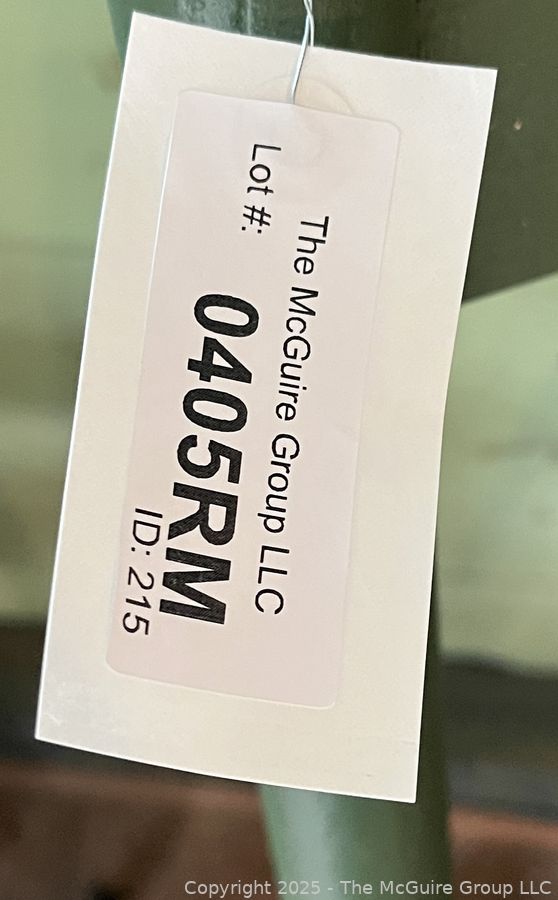 The McGuire Group LLC
Lot #:
0405RM
ID: 215
Copyright 2025 - The McGuire Group LLC